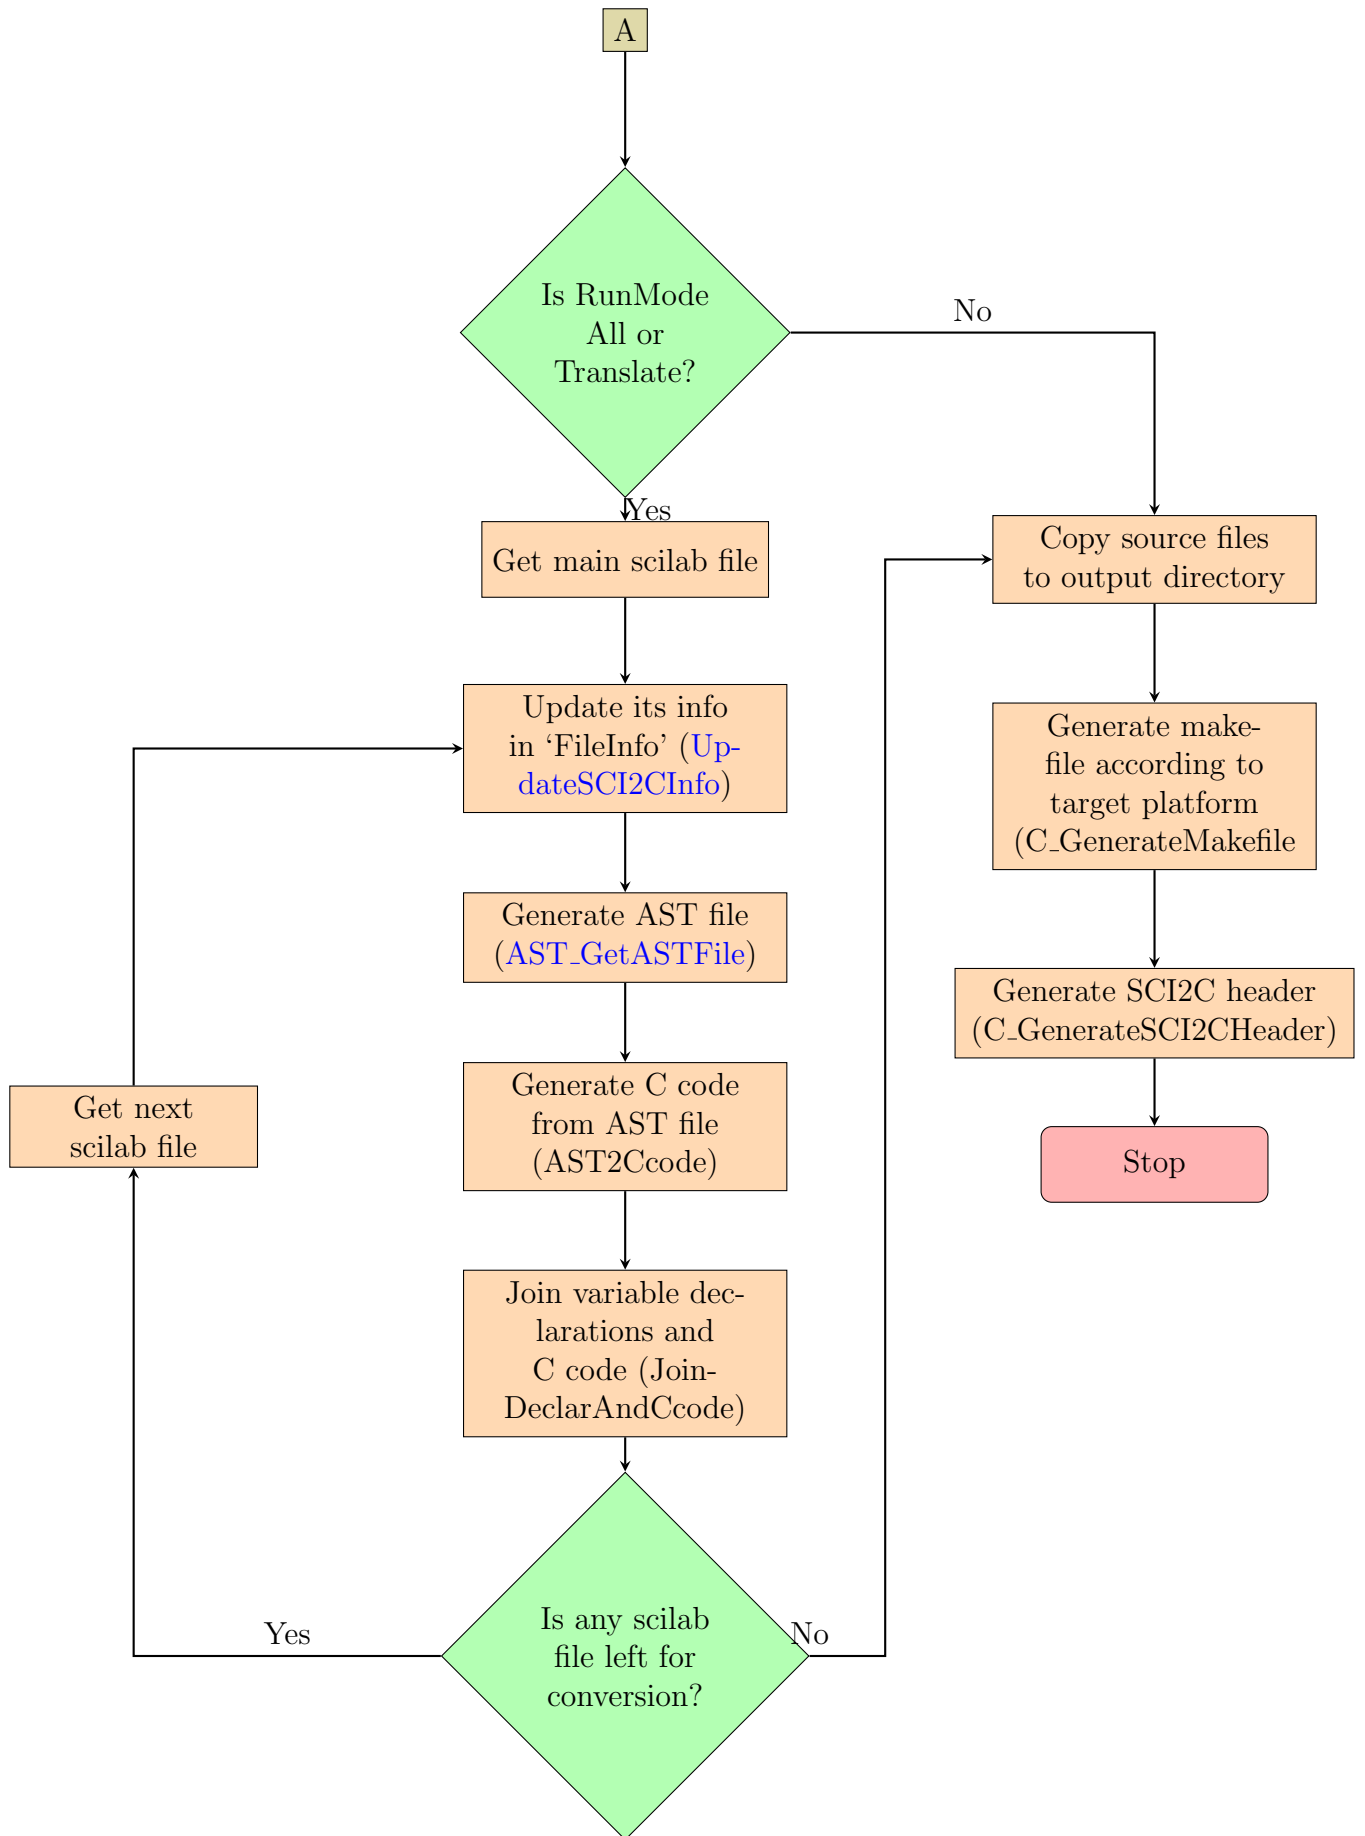 A
Is RunMode
All or
Translate?
No
Yes
Get main scilab file
Copy source files
to output directory
Update its info
in ‘FileInfo’ (Up-
dateSCI2CInfo)
Generate make-
file according to
target platform
(C_GenerateMakefile
Generate AST file
(AST_GetASTFile)
Generate SCI2C header
(C_GenerateSCI2CHeader)
Generate C code
from AST file
(AST2Ccode)
Get next
scilab file
Stop
Join variable dec-
larations and
C code (Join-
DeclarAndCcode)
Is any scilab
file left for
conversion?
Yes
No